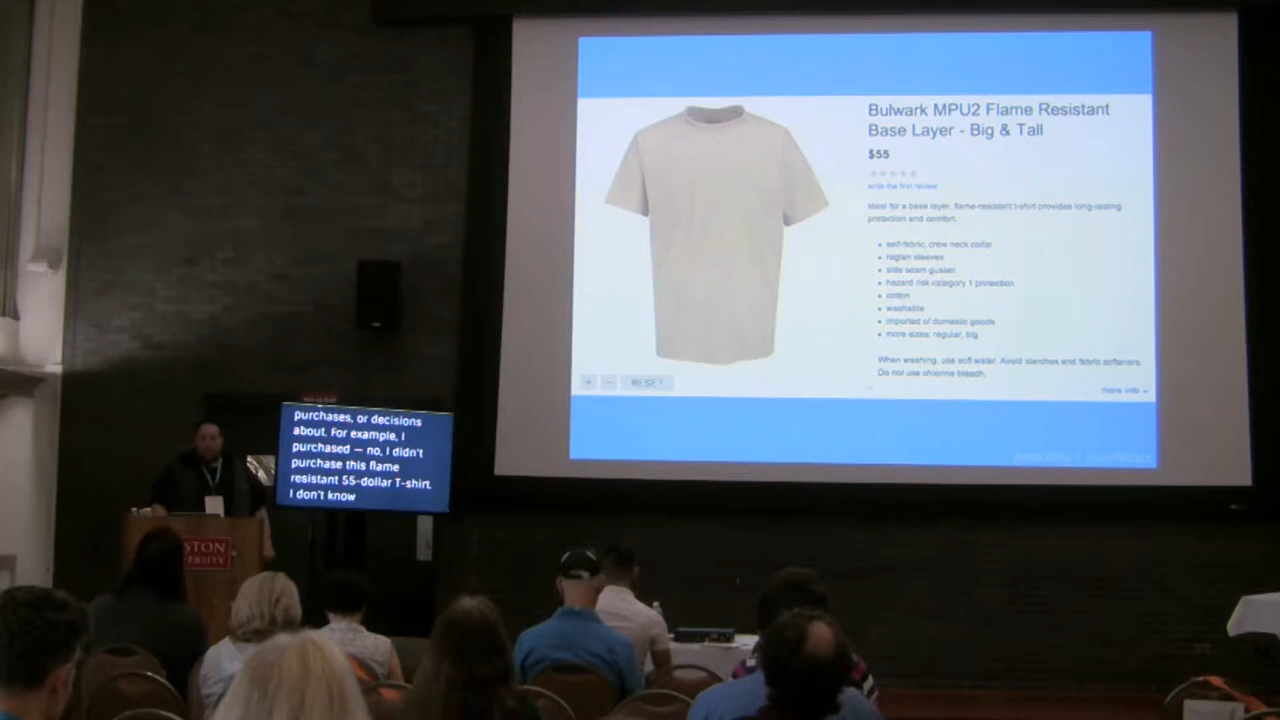 Bulwark MPU2 Flame Resistant
Base Layer - Big & Tall
$55
write the first review
Ideal for a base layer, flame-resistant t-shirt provides long-lasting
protection and comfort.
self-fabric, crew neck collar
raglan sleeves
side seam gusset
hazard risk category 1 protection
cotton
washable
imported of domestic goods
more sizes: regular, big
When washing, use soft water. Avoid starches and fabric softeners.
Do not use chlorine bleach.
+ − RESET
more info
purchases, or decisions
about. For example, I
purchased — no, I didn't
purchase this flame
resistant 55-dollar T-shirt.
I don't know
STON
ERSITY